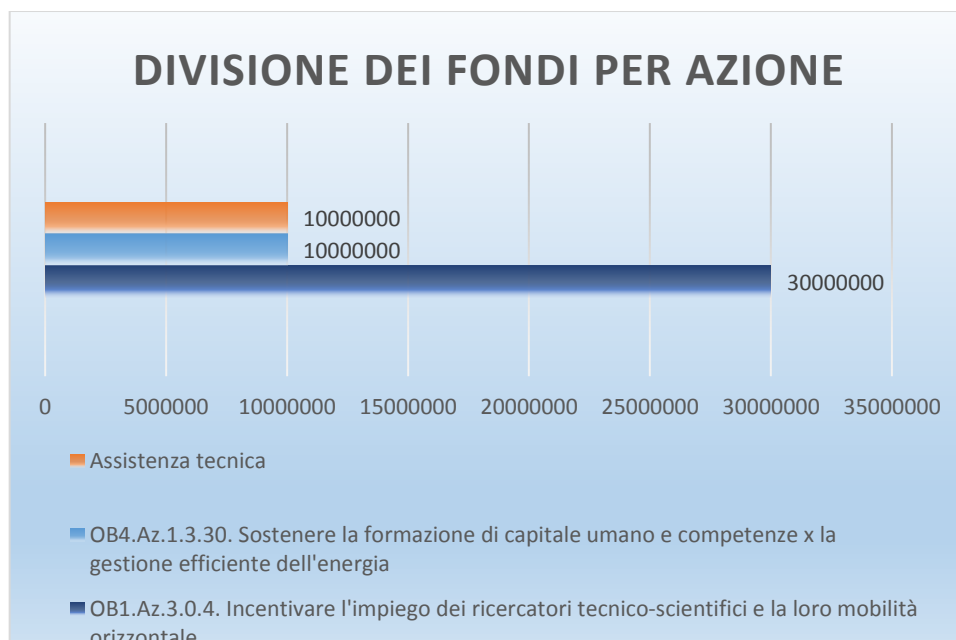 DIVISIONE DEI FONDI PER AZIONE
10000000
10000000
30000000
0 5000000 10000000 15000000 20000000 25000000 30000000 35000000
Assistenza tecnica
OB4.Az.1.3.30. Sostenere la formazione di capitale umano e competenze x la
gestione efficiente dell'energia
OB1.Az.3.0.4. Incentivare l'impiego dei ricercatori tecnico-scientifici e la loro mobilità
orizzontale